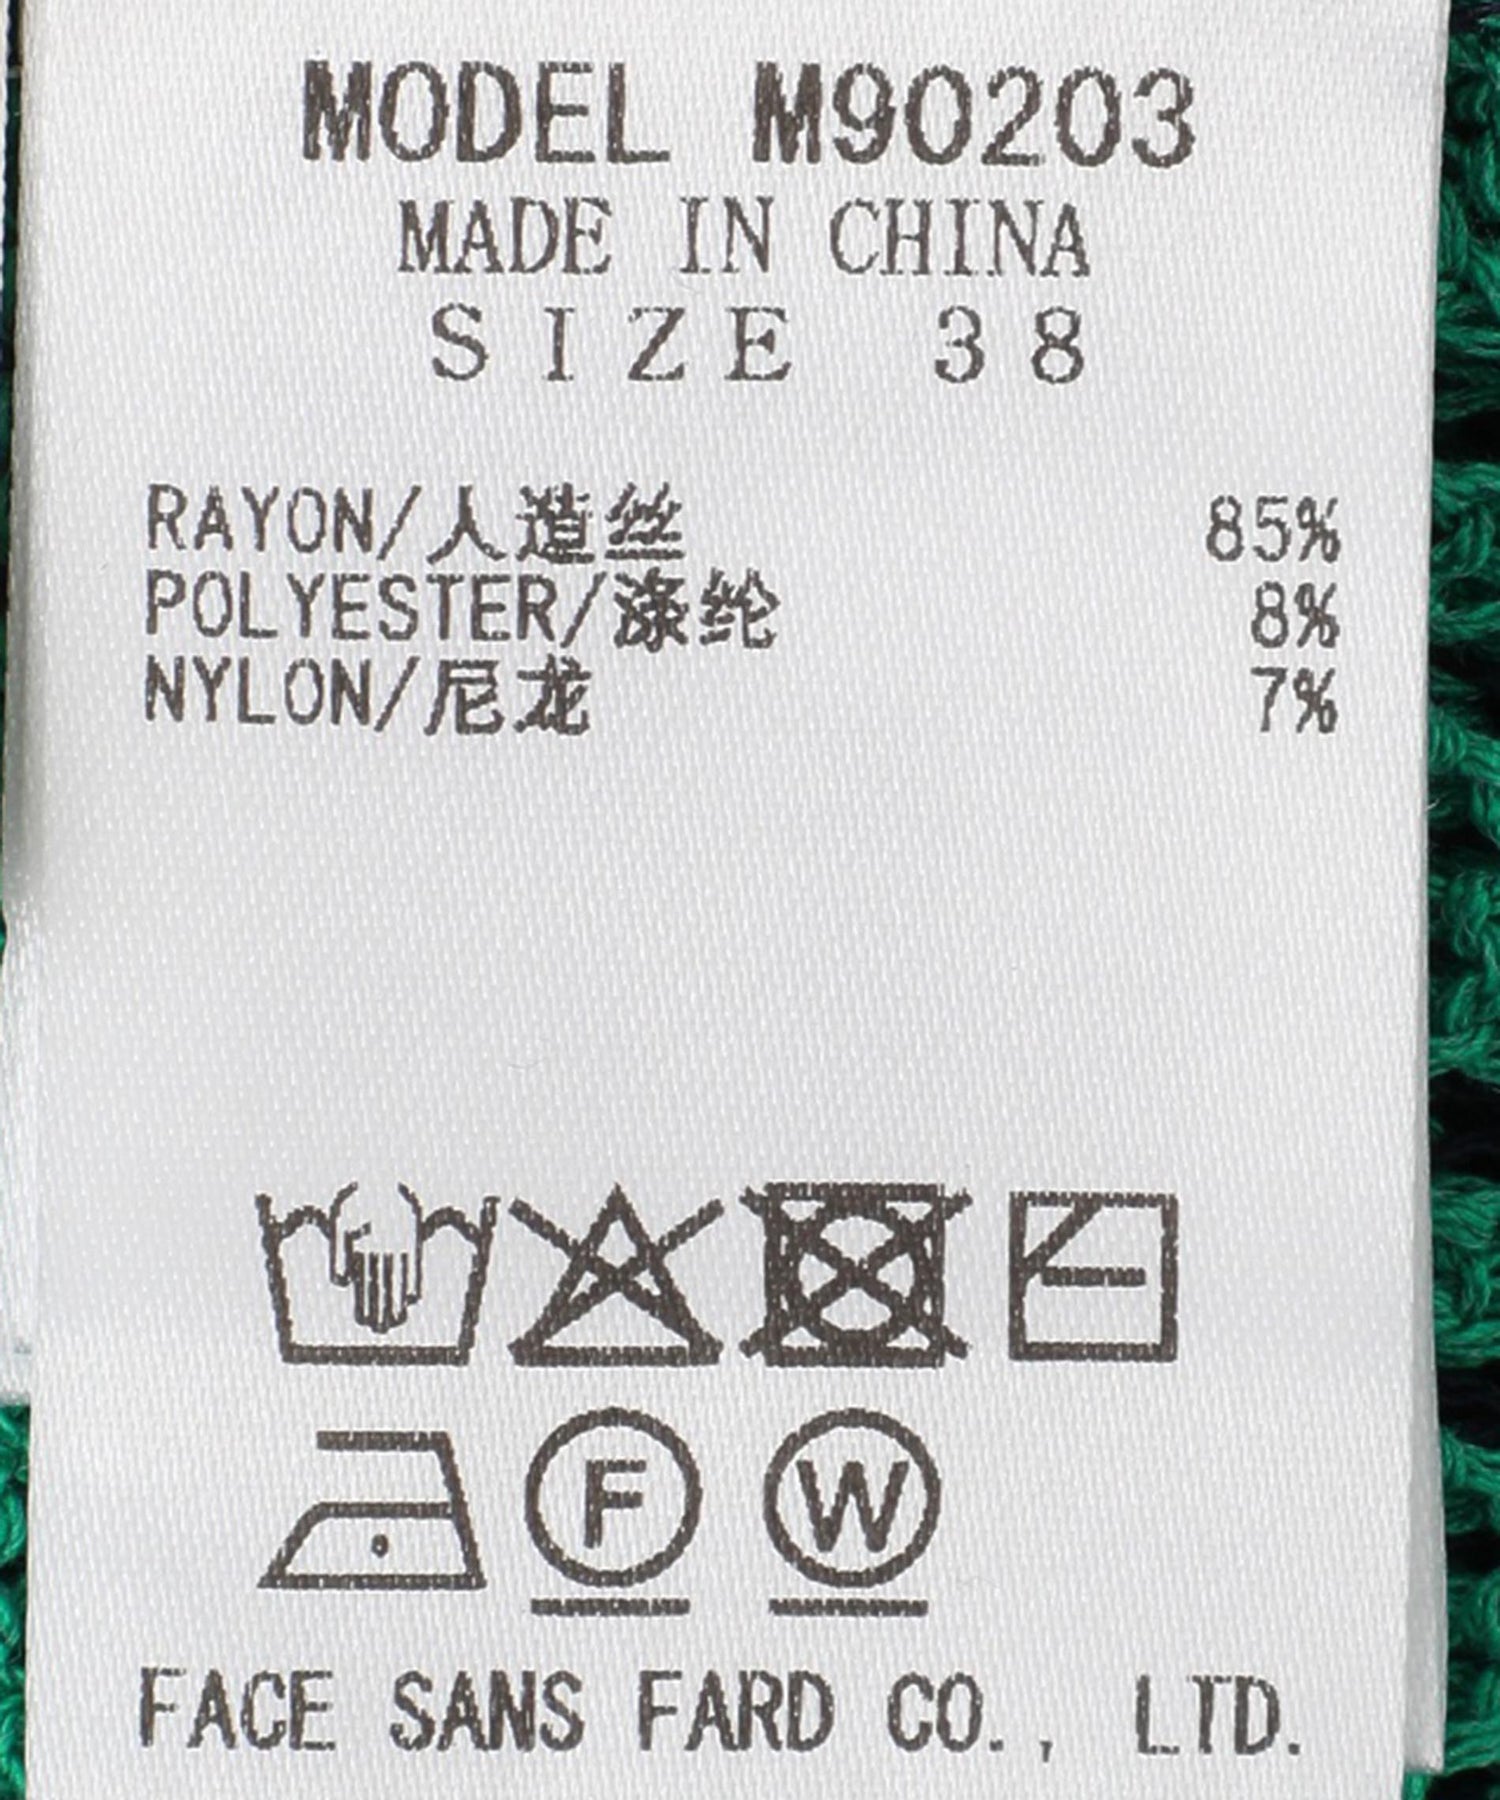 MODEL M90203
MADE IN CHINA
SIZE 38
RAYON/人造丝 85%
POLYESTER/涤纶 8%
NYLON/尼龙 7%
F W
FACE SANS FARD CO., LTD.